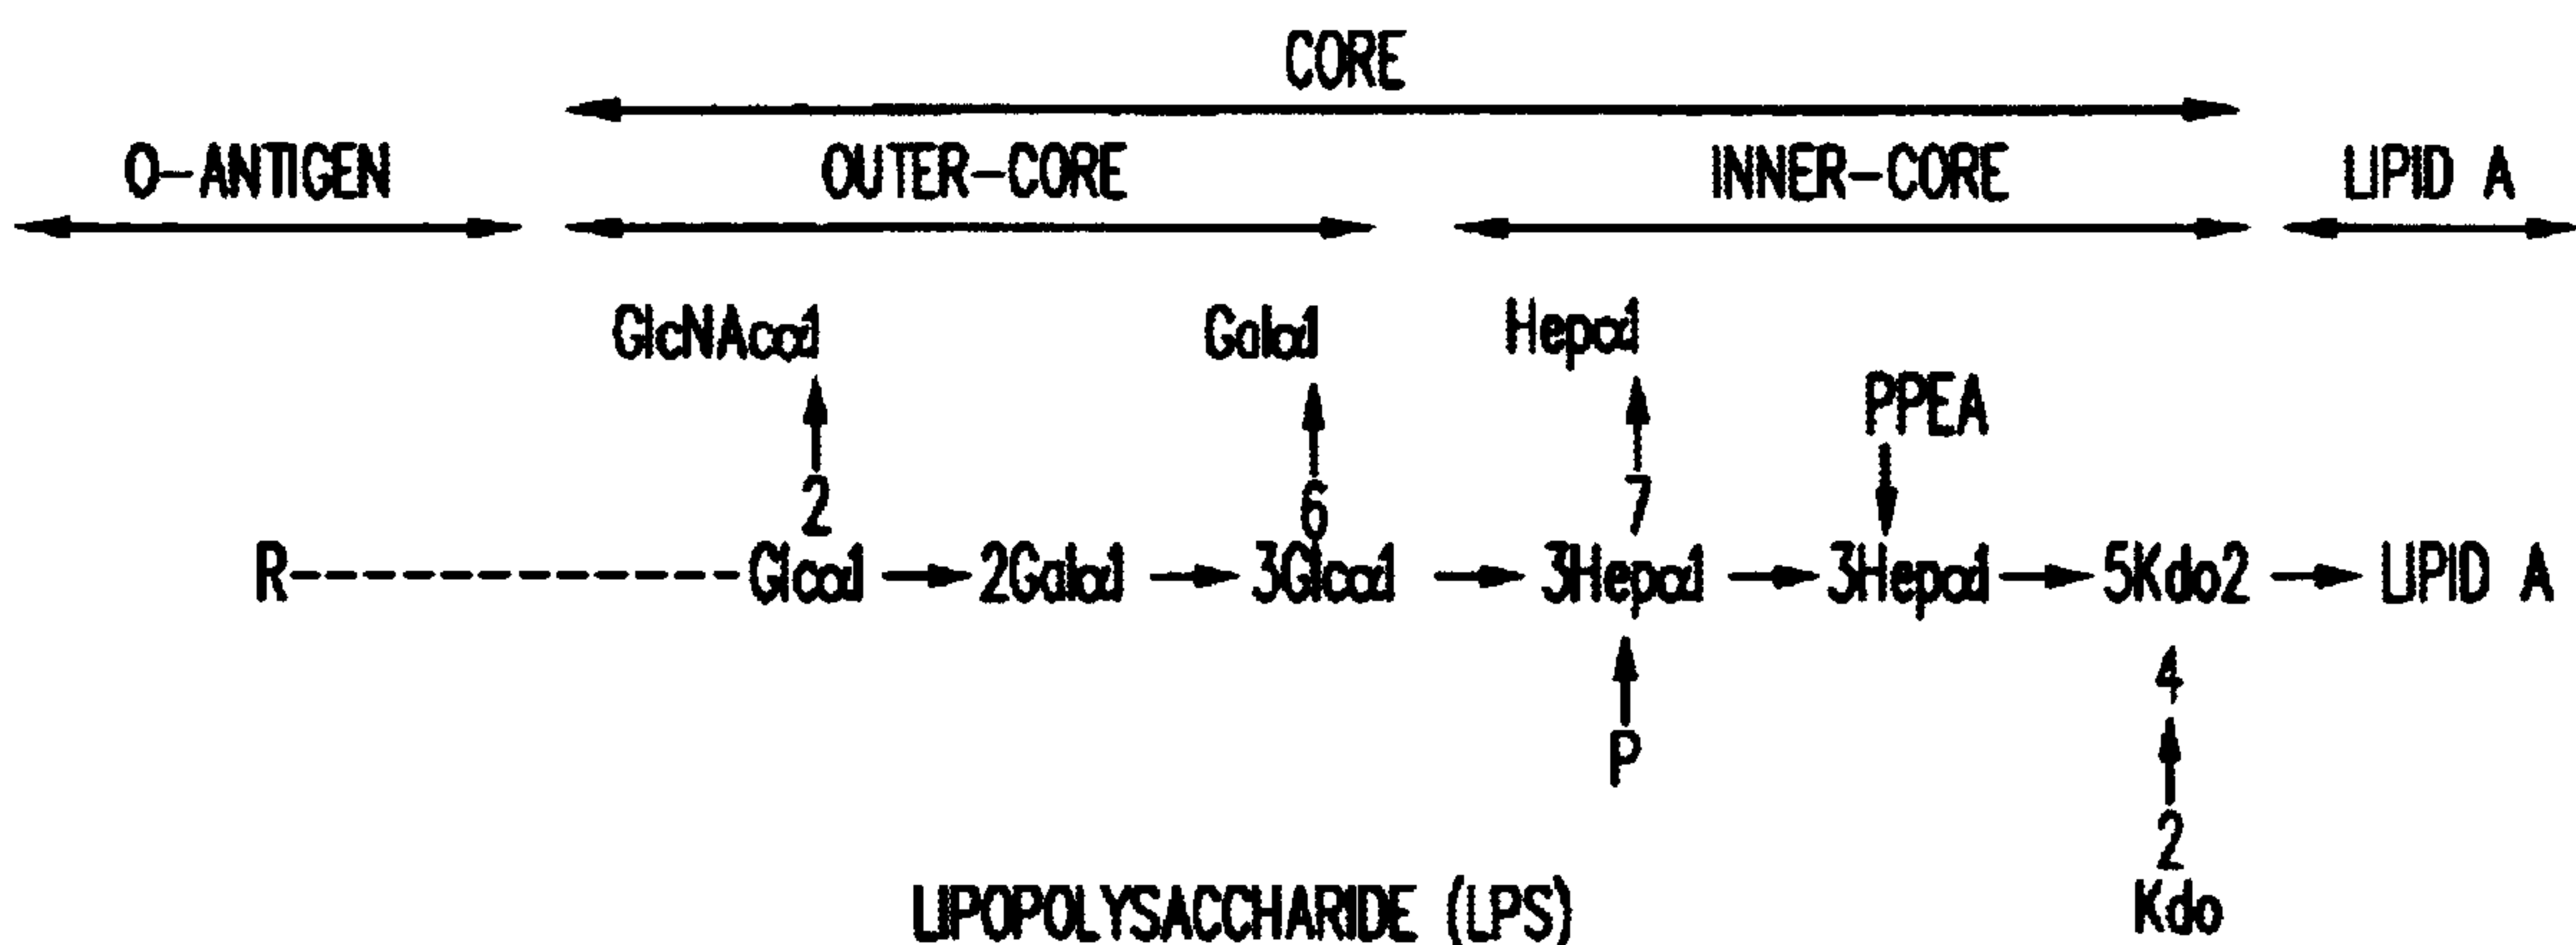 CORE
O-ANTIGEN OUTER-CORE INNER-CORE LIPID A
GlcNAcα1 Galα1 Hepα1
PPEA
2 6 7
R Glcα1 → 2Galα1 → 3Glcα1 → 3Hepα1 → 3Hepα1 → 5Kdo2 → LIPID A
4
P
2
LIPOPOLYSACCHARIDE (LPS) Kdo